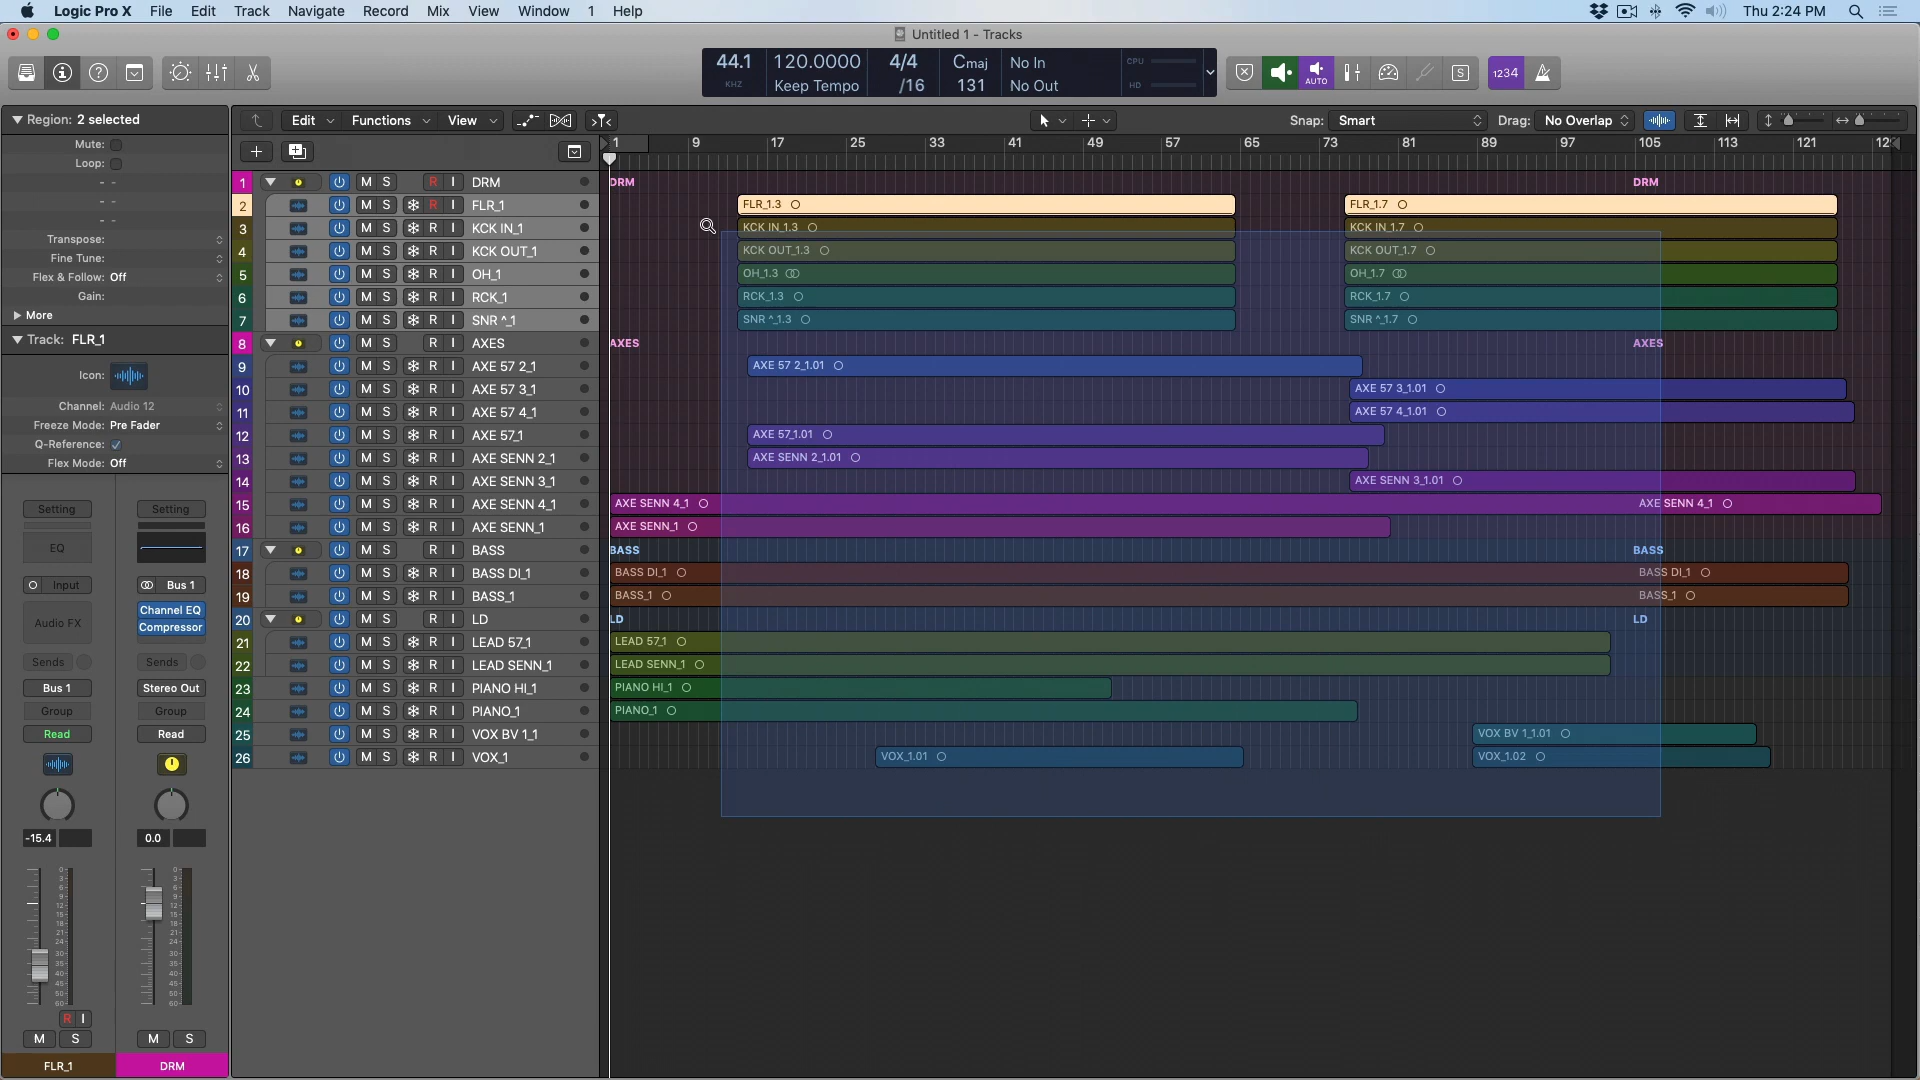 Logic Pro X File Edit Track Navigate Record Mix View Window 1 Help Thu 2:24 PM
Untitled 1 - Tracks
44.1 120.0000 4/4 Cmaj No In CPU
KHZ Keep Tempo /16 131 No Out HD
AUTO S 1234
Region: 2 selected
Edit Functions View Snap: Smart Drag: No Overlap
Mute:
Loop:
- -
- -
- -
Transpose:
Fine Tune:
Flex & Follow: Off
Gain:
More
Track: FLR_1
Icon:
Channel: Audio 12
Freeze Mode: Pre Fader
Q-Reference:
Flex Mode: Off
Setting Setting
EQ
Input Bus 1
Audio FX Channel EQ
Compressor
Sends Sends
Bus 1 Stereo Out
Group Group
Read Read
-15.4 0.0
R I
M S M S
FLR_1 DRM
1 9 17 25 33 41 49 57 65 73 81 89 97 105 113 121 12
1 M S R I DRM DRM DRM
2 M S R I FLR_1 FLR_1.3 FLR_1.7
3 M S R I KCK IN_1 KCK IN_1.3 KCK IN_1.7
4 M S R I KCK OUT_1 KCK OUT_1.3 KCK OUT_1.7
5 M S R I OH_1 OH_1.3 OH_1.7
6 M S R I RCK_1 RCK_1.3 RCK_1.7
7 M S R I SNR ^_1 SNR ^_1.3 SNR ^_1.7
8 M S R I AXES AXES AXES
9 M S R I AXE 57 2_1 AXE 57 2_1.01
10 M S R I AXE 57 3_1 AXE 57 3_1.01
11 M S R I AXE 57 4_1 AXE 57 4_1.01
12 M S R I AXE 57_1 AXE 57_1.01
13 M S R I AXE SENN 2_1 AXE SENN 2_1.01
14 M S R I AXE SENN 3_1 AXE SENN 3_1.01
15 M S R I AXE SENN 4_1 AXE SENN 4_1 AXE SENN 4_1
16 M S R I AXE SENN_1 AXE SENN_1
17 M S R I BASS BASS BASS
18 M S R I BASS DI_1 BASS DI_1 BASS DI_1
19 M S R I BASS_1 BASS_1 BASS_1
20 M S R I LD LD LD
21 M S R I LEAD 57_1 LEAD 57_1
22 M S R I LEAD SENN_1 LEAD SENN_1
23 M S R I PIANO HI_1 PIANO HI_1
24 M S R I PIANO_1 PIANO_1
25 M S R I VOX BV 1_1 VOX BV 1_1.01
26 M S R I VOX_1 VOX_1.01 VOX_1.02